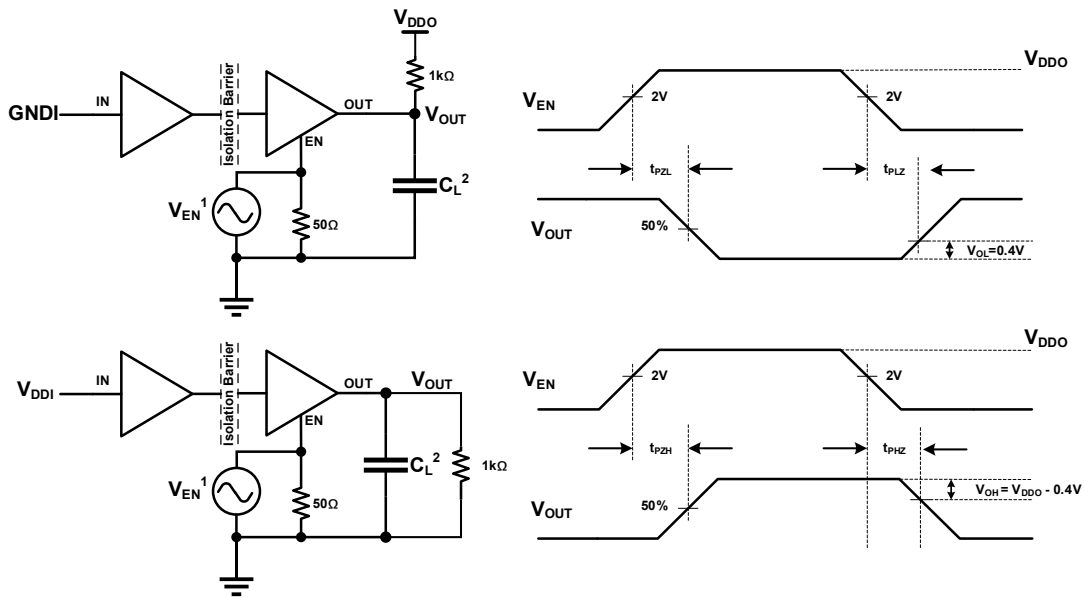 VDDO
1kΩ
GNDI
IN
Isolation Barrier
OUT
VOUT
EN
VEN1
50Ω
CL2
VDDO
VEN
2V
2V
tPZL
tPLZ
VOUT
50%
VOL=0.4V
VDDI
IN
Isolation Barrier
OUT
VOUT
EN
VEN1
50Ω
CL2
1kΩ
VDDO
VEN
2V
2V
tPZH
tPHZ
VOUT
50%
VOH = VDDO - 0.4V